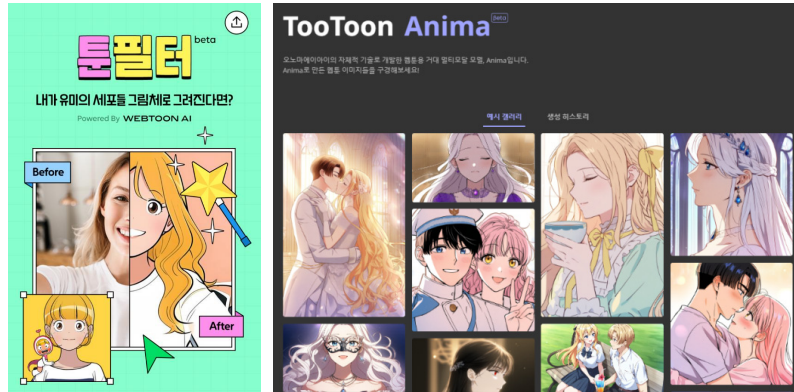 툰필터 beta
내가 유미의 세포들 그림체로 그려진다면?
Powered By WEBTOON AI
Before
After
TooToon Anima Beta
오노마에이아이의 자체적 기술로 개발한 웹툰용 거대 멀티모달 모델, Anima입니다.
Anima로 만든 웹툰 이미지들을 구경해보세요!
예시 갤러리 생성 히스토리